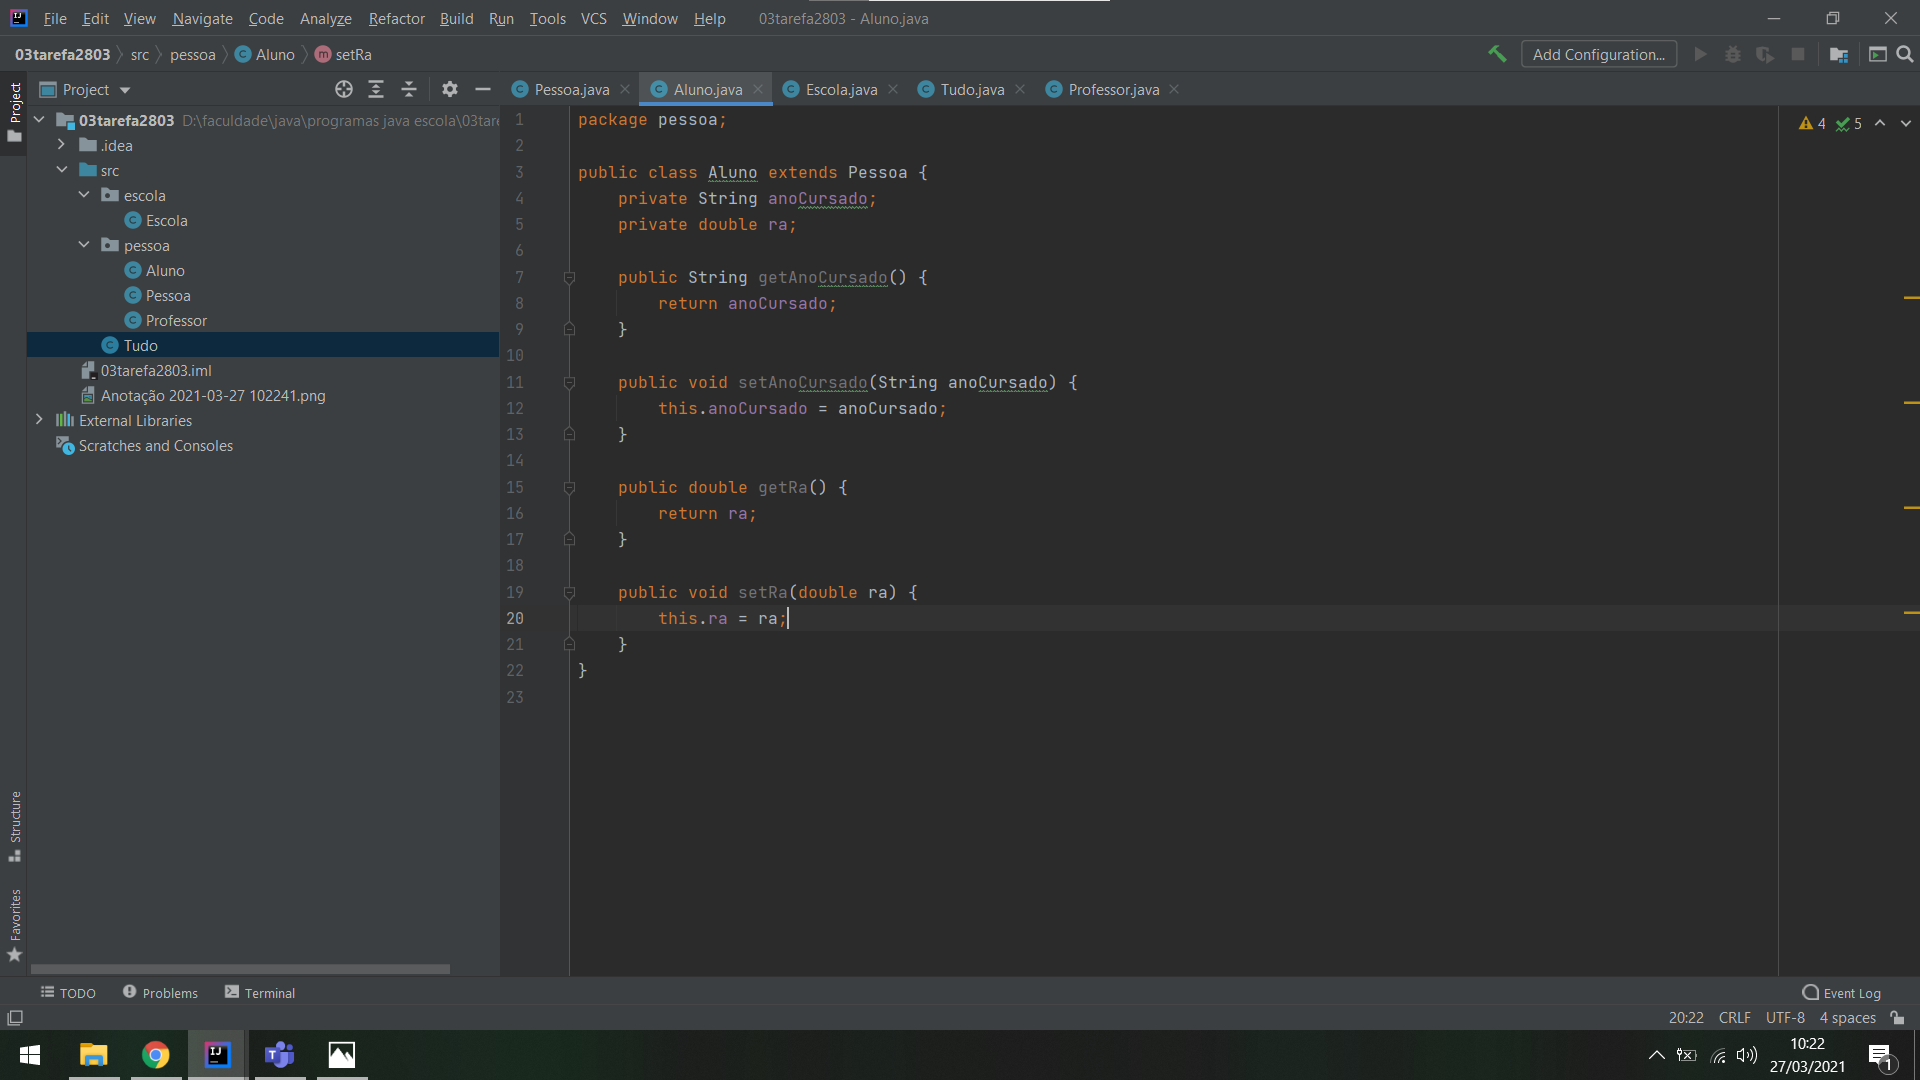 File Edit View Navigate Code Analyze Refactor Build Run Tools VCS Window Help 03tarefa2803 - Aluno.java
03tarefa2803 src pessoa Aluno setRa Add Configuration...
Project Project Pessoa.java Aluno.java Escola.java Tudo.java Professor.java
03tarefa2803 D:\faculdade\java\programas java escola\03tare
.idea
src
escola
Escola
pessoa
Aluno
Pessoa
Professor
Tudo
03tarefa2803.iml
Anotação 2021-03-27 102241.png
External Libraries
Scratches and Consoles
1 package pessoa;
2
3 public class Aluno extends Pessoa {
4 private String anoCursado;
5 private double ra;
6
7 public String getAnoCursado() {
8 return anoCursado;
9 }
10
11 public void setAnoCursado(String anoCursado) {
12 this.anoCursado = anoCursado;
13 }
14
15 public double getRa() {
16 return ra;
17 }
18
19 public void setRa(double ra) {
20 this.ra = ra;
21 }
22 }
23
4 5
Structure
Favorites
TODO Problems Terminal Event Log
20:22 CRLF UTF-8 4 spaces
10:22
27/03/2021
1